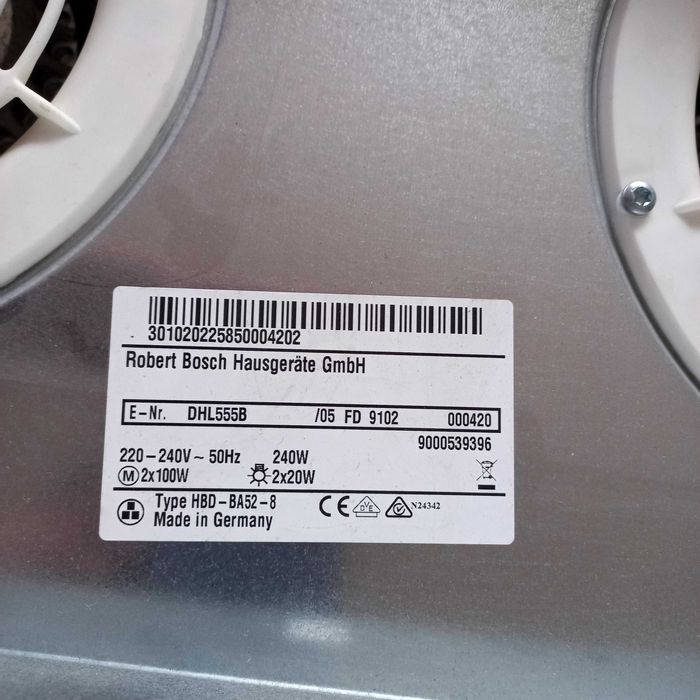 301020225850004202
Robert Bosch Hausgeräte GmbH
E-Nr. DHL555B /05 FD 9102 000420
9000539396
220-240V~ 50Hz 240W
M 2x100W 2x20W
Type HBD-BA52-8 CE VDE N24342
Made in Germany